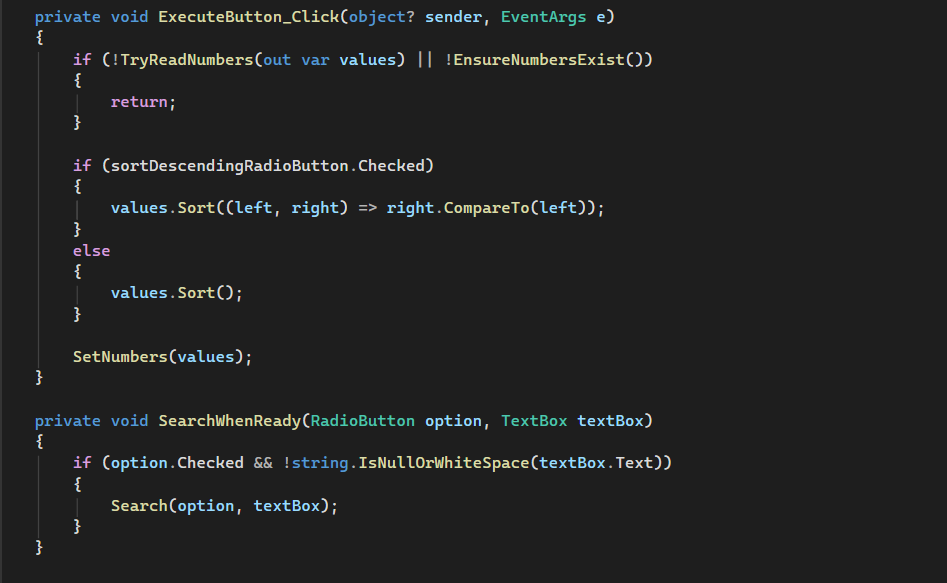 private void ExecuteButton_Click(object? sender, EventArgs e)
{
    if (!TryReadNumbers(out var values) || !EnsureNumbersExist())
    {
        return;
    }

    if (sortDescendingRadioButton.Checked)
    {
        values.Sort((left, right) => right.CompareTo(left));
    }
    else
    {
        values.Sort();
    }

    SetNumbers(values);
}

private void SearchWhenReady(RadioButton option, TextBox textBox)
{
    if (option.Checked && !string.IsNullOrWhiteSpace(textBox.Text))
    {
        Search(option, textBox);
    }
}